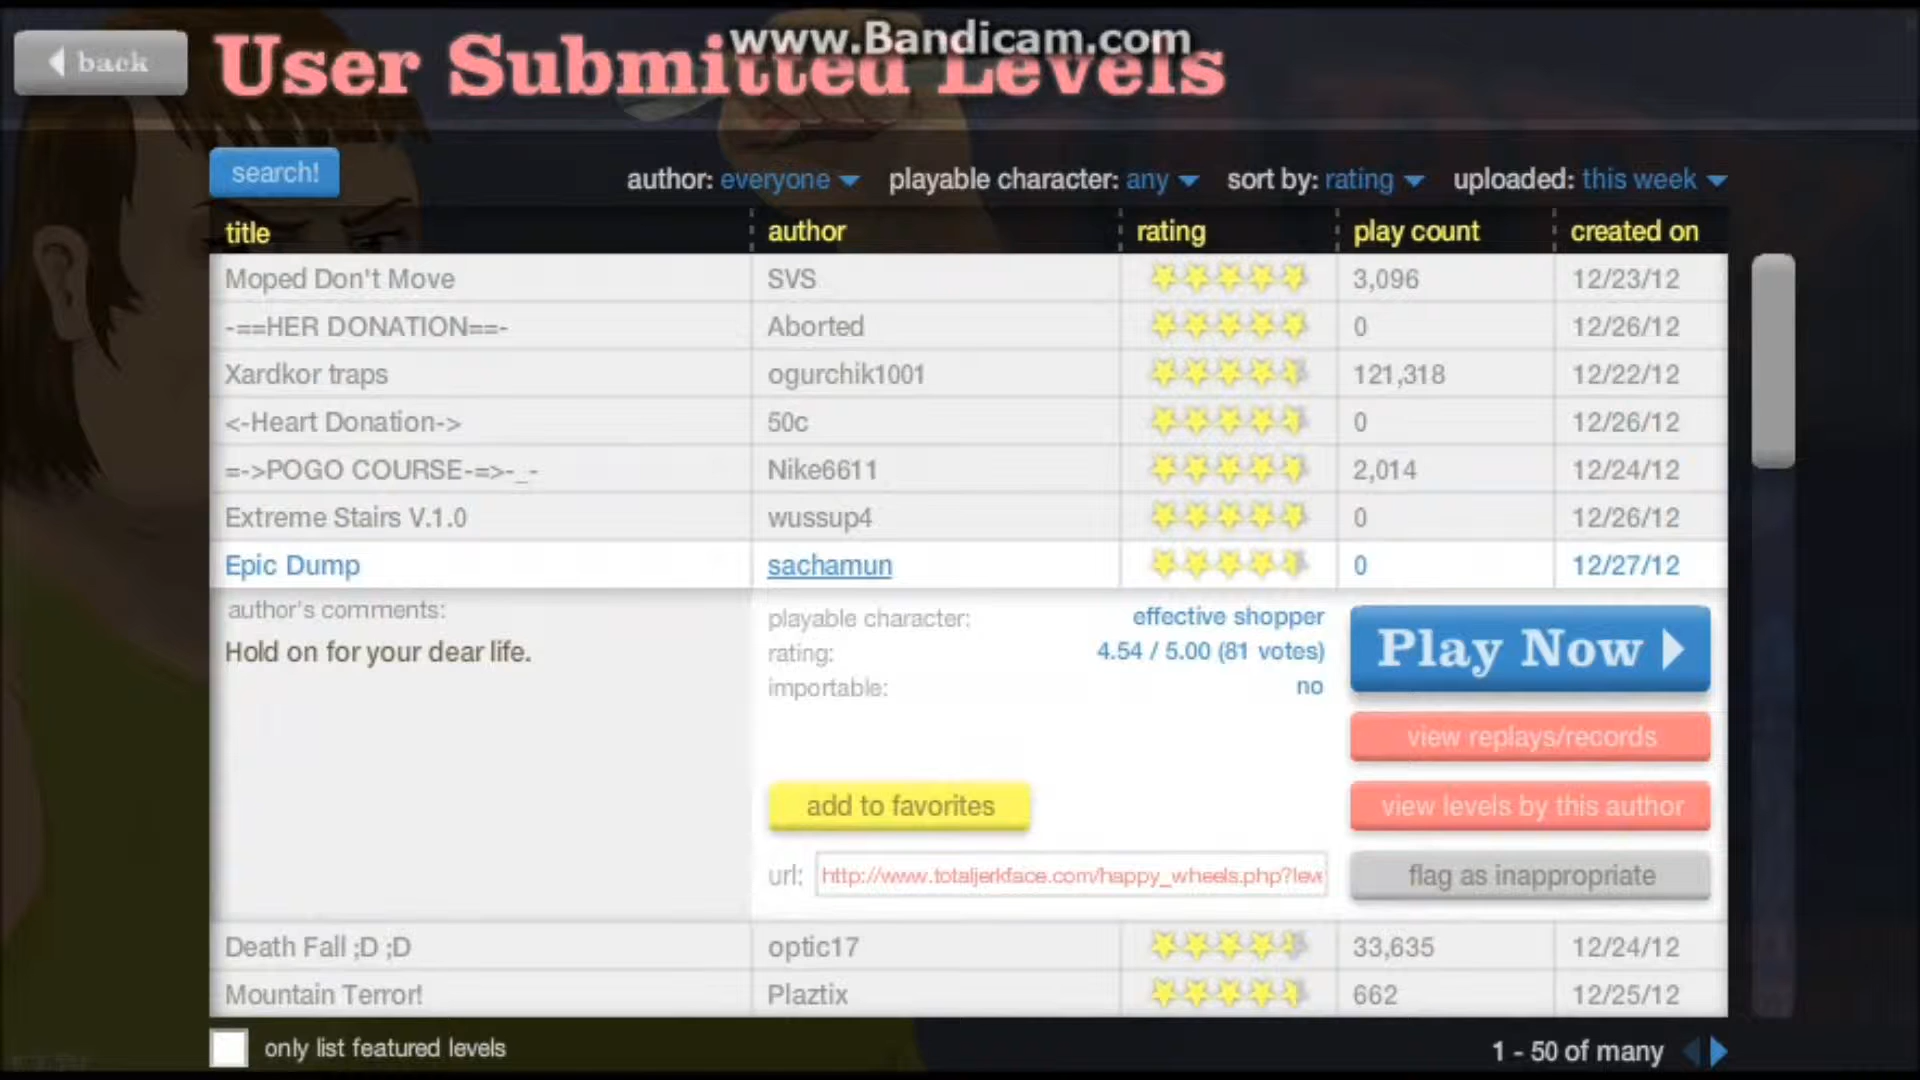 back
User Submitted Levels
www.Bandicam.com
search!
author: everyone playable character: any sort by: rating uploaded: this week
title author rating play count created on
Moped Don't Move SVS 3,096 12/23/12
-==HER DONATION==- Aborted 0 12/26/12
Xardkor traps ogurchik1001 121,318 12/22/12
<-Heart Donation-> 50c 0 12/26/12
=->POGO COURSE-=>-_- Nike6611 2,014 12/24/12
Extreme Stairs V.1.0 wussup4 0 12/26/12
Epic Dump sachamun 0 12/27/12
author's comments:
Hold on for your dear life.
playable character: effective shopper
rating: 4.54 / 5.00 (81 votes)
importable: no
Play Now
view replays/records
add to favorites
view levels by this author
url: http://www.totaljerkface.com/happy_wheels.php?lev
flag as inappropriate
Death Fall ;D ;D optic17 33,635 12/24/12
Mountain Terror! Plaztix 662 12/25/12
only list featured levels
1 - 50 of many